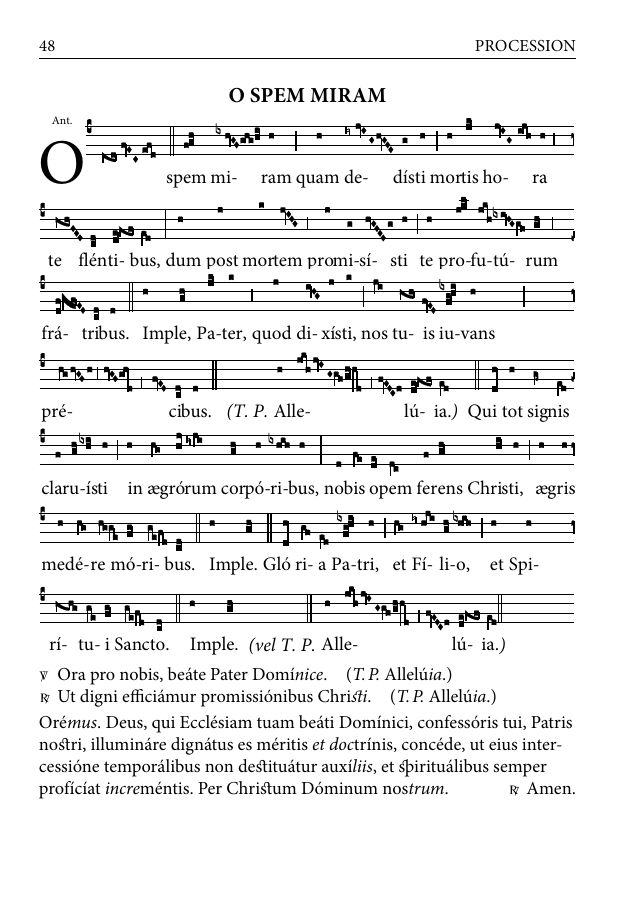 48 PROCESSION
O SPEM MIRAM
Ant.
O spem mi- ram quam de- dísti mortis ho- ra
te flénti- bus, dum post mortem promi-sí- sti te pro-fu-tú- rum
frá- tribus. Imple, Pa-ter, quod di- xísti, nos tu- is iu-vans
pré- cibus. (T. P. Alle- lú- ia.) Qui tot signis
claru-ísti in ægrórum corpó-ri-bus, nobis opem ferens Christi, ægris
medé-re mó-ri- bus. Imple. Gló ri- a Pa-tri, et Fí- li-o, et Spi-
rí- tu- i Sancto. Imple. (vel T. P. Alle- lú- ia.)
℣ Ora pro nobis, beáte Pater Domínice. (T. P. Allelúia.)
℟ Ut digni efficiámur promissiónibus Christi. (T. P. Allelúia.)
Orémus. Deus, qui Ecclésiam tuam beáti Domínici, confessóris tui, Patris
nostri, illumináre dignátus es méritis et doctrínis, concéde, ut eius inter-
cessióne temporálibus non destituátur auxíliis, et spirituálibus semper
profíciat increméntis. Per Christum Dóminum nostrum. ℟ Amen.